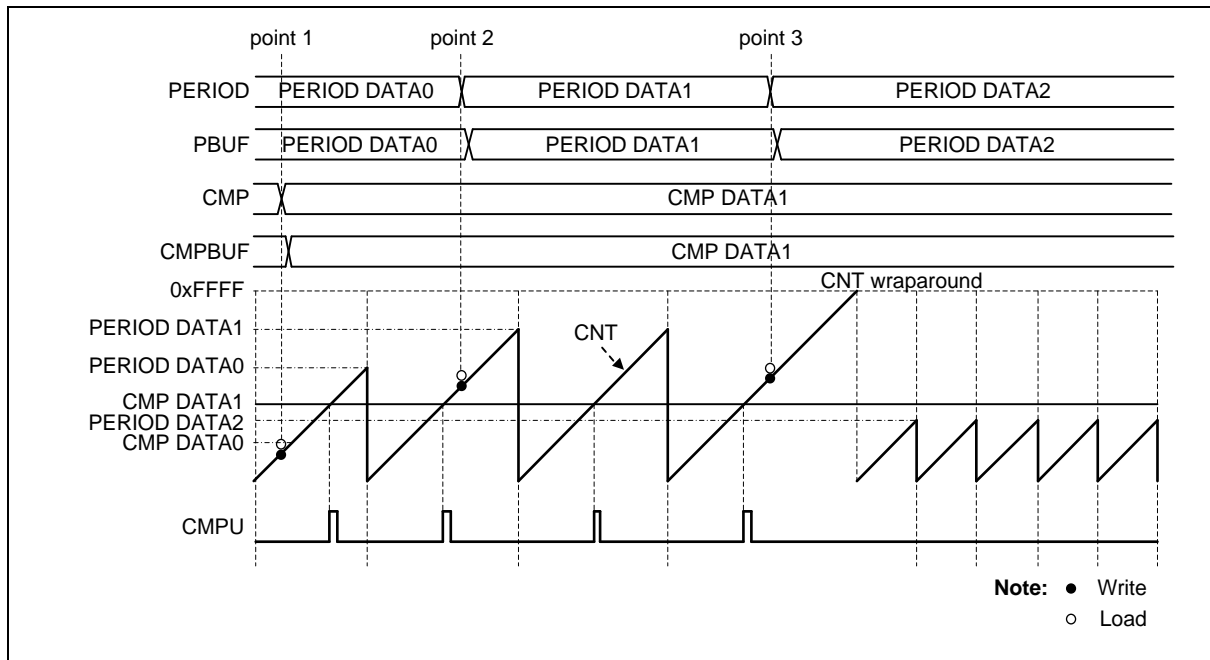 point 1 point 2 point 3
PERIOD PERIOD DATA0 PERIOD DATA1 PERIOD DATA2
PBUF PERIOD DATA0 PERIOD DATA1 PERIOD DATA2
CMP CMP DATA1
CMPBUF CMP DATA1
0xFFFF CNT wraparound
PERIOD DATA1 CNT
PERIOD DATA0
CMP DATA1
PERIOD DATA2
CMP DATA0
CMPU
Note: ● Write
○ Load